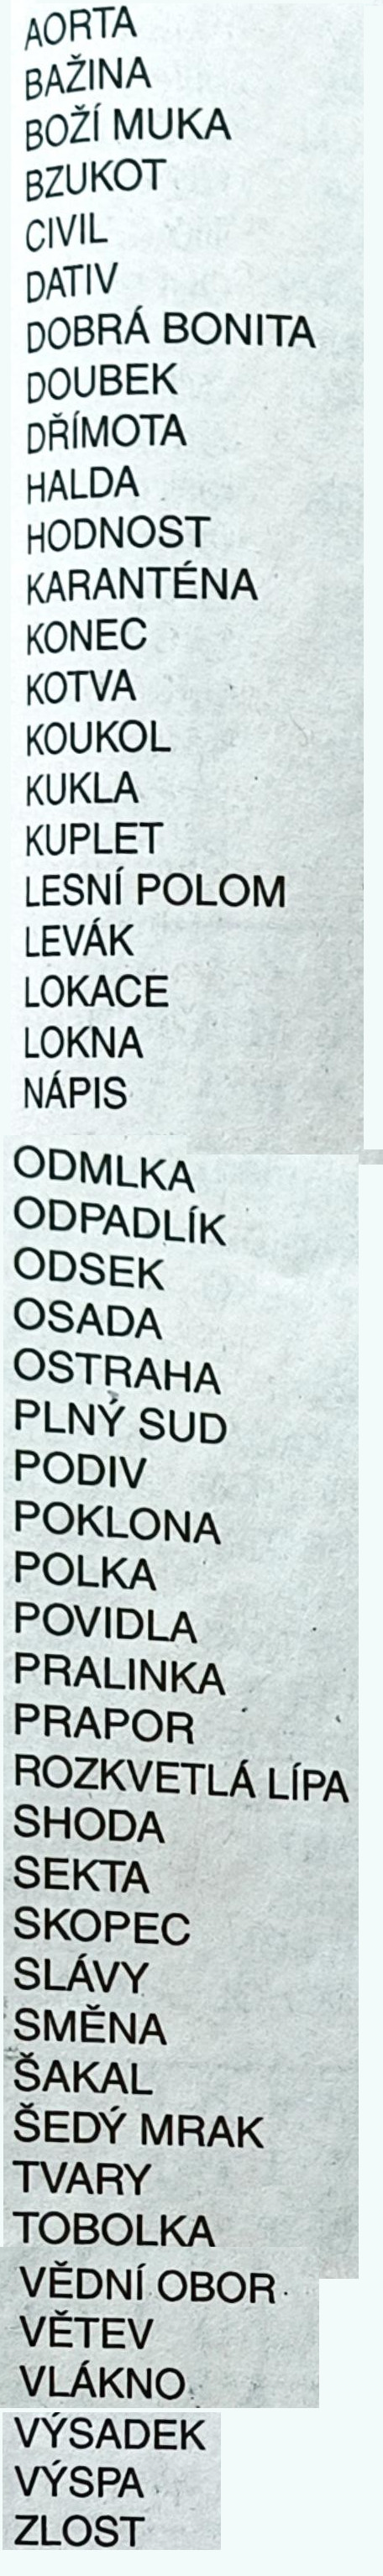 AORTA
BAŽINA
BOŽÍ MUKA
BZUKOT
CIVIL
DATIV
DOBRÁ BONITA
DOUBEK
DŘÍMOTA
HALDA
HODNOST
KARANTÉNA
KONEC
KOTVA
KOUKOL
KUKLA
KUPLET
LESNÍ POLOM
LEVÁK
LOKACE
LOKNA
NÁPIS
ODMLKA
ODPADLÍK
ODSEK
OSADA
OSTRAHA
PLNÝ SUD
PODIV
POKLONA
POLKA
POVIDLA
PRALINKA
PRAPOR
ROZKVETLÁ LÍPA
SHODA
SEKTA
SKOPEC
SLÁVY
SMĚNA
ŠAKAL
ŠEDÝ MRAK
TVARY
TOBOLKA
VĚDNÍ OBOR
VĚTEV
VLÁKNO
VÝSADEK
VÝSPA
ZLOST